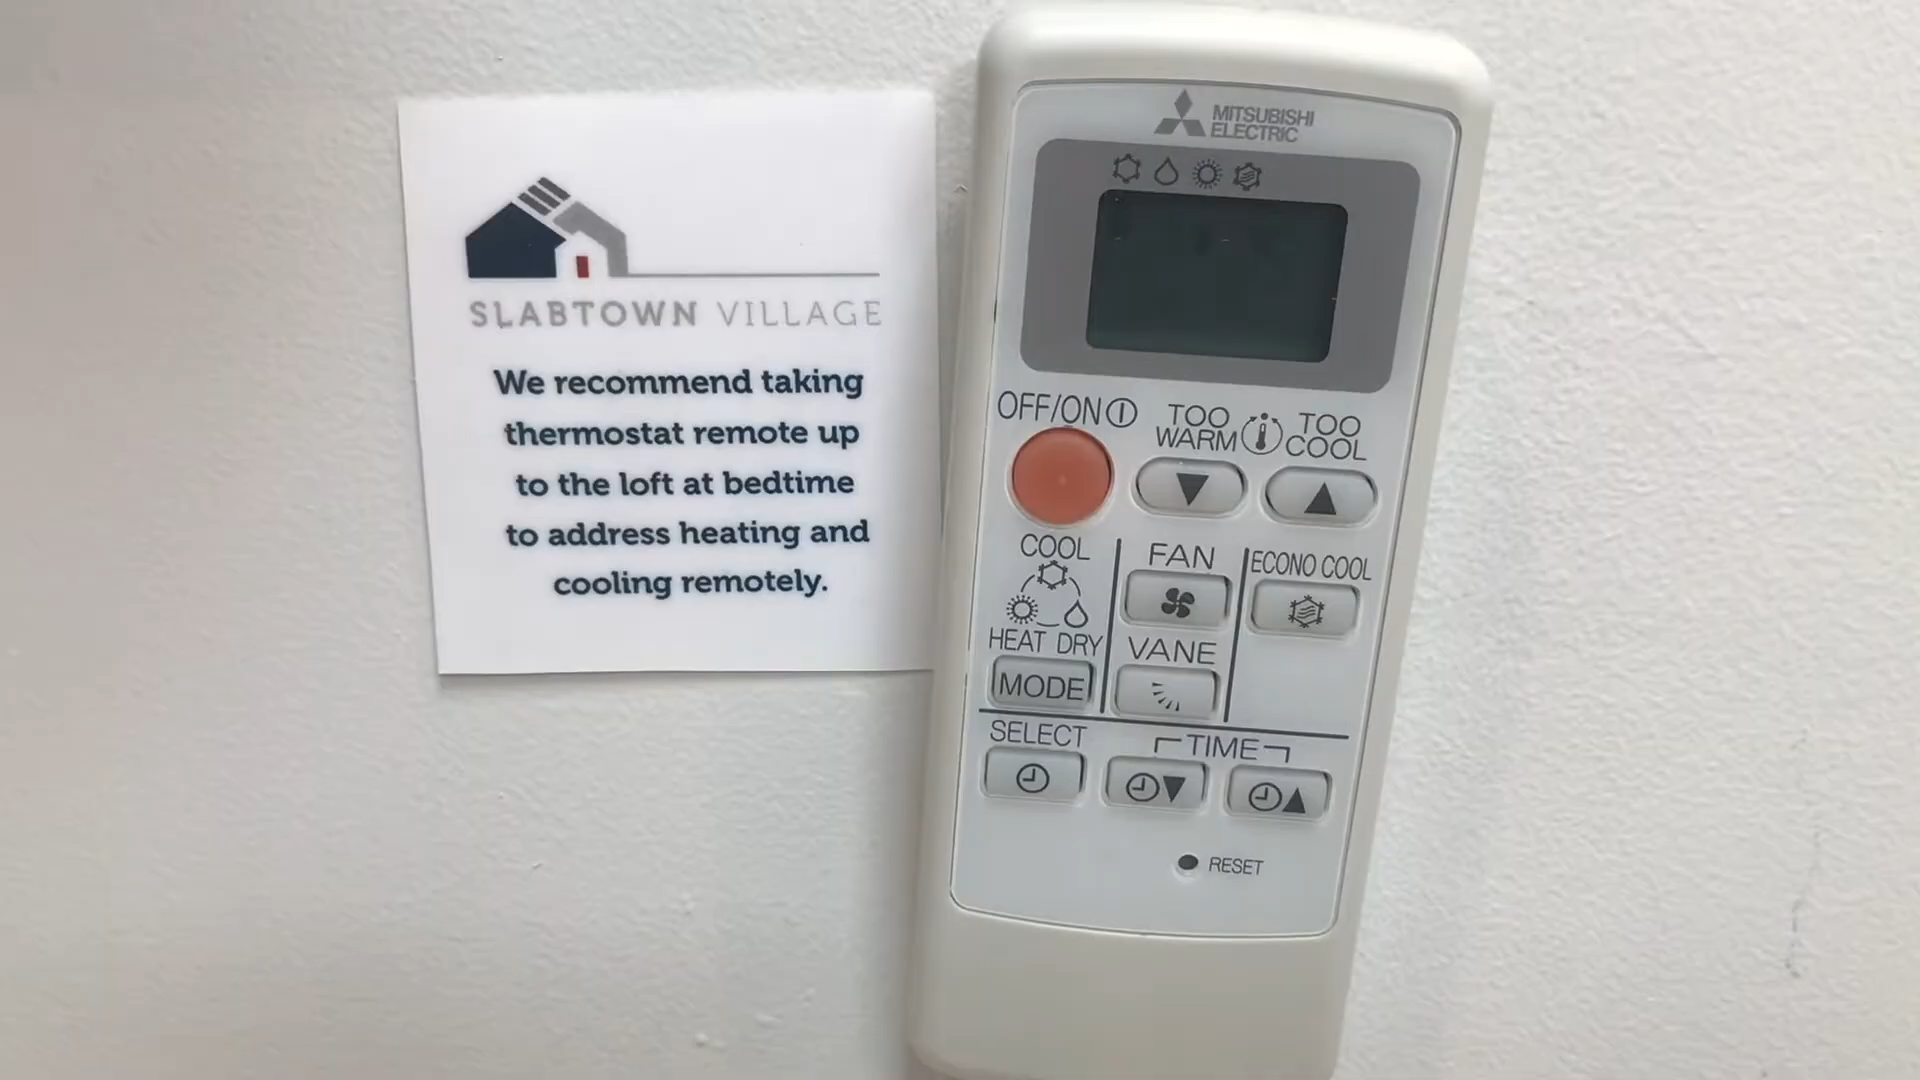 SLABTOWN VILLAGE
We recommend taking
thermostat remote up
to the loft at bedtime
to address heating and
cooling remotely.
MITSUBISHI
ELECTRIC
OFF/ON
TOO
WARM
TOO
COOL
COOL
HEAT DRY
MODE
FAN
VANE
ECONO COOL
SELECT
TIME
RESET